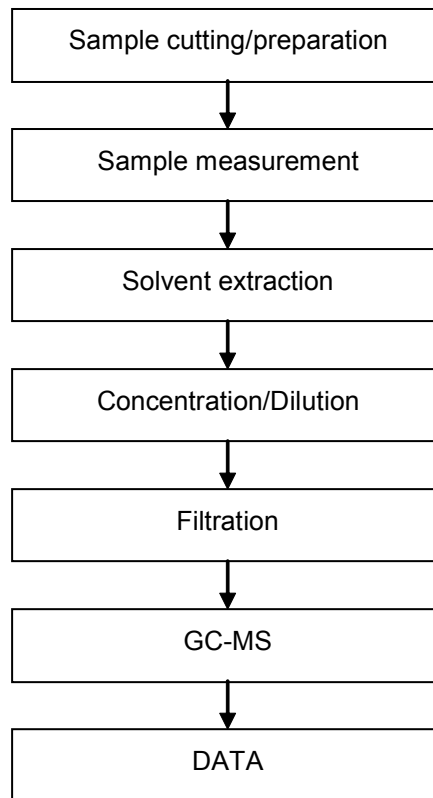 Sample cutting/preparation
Sample measurement
Solvent extraction
Concentration/Dilution
Filtration
GC-MS
DATA